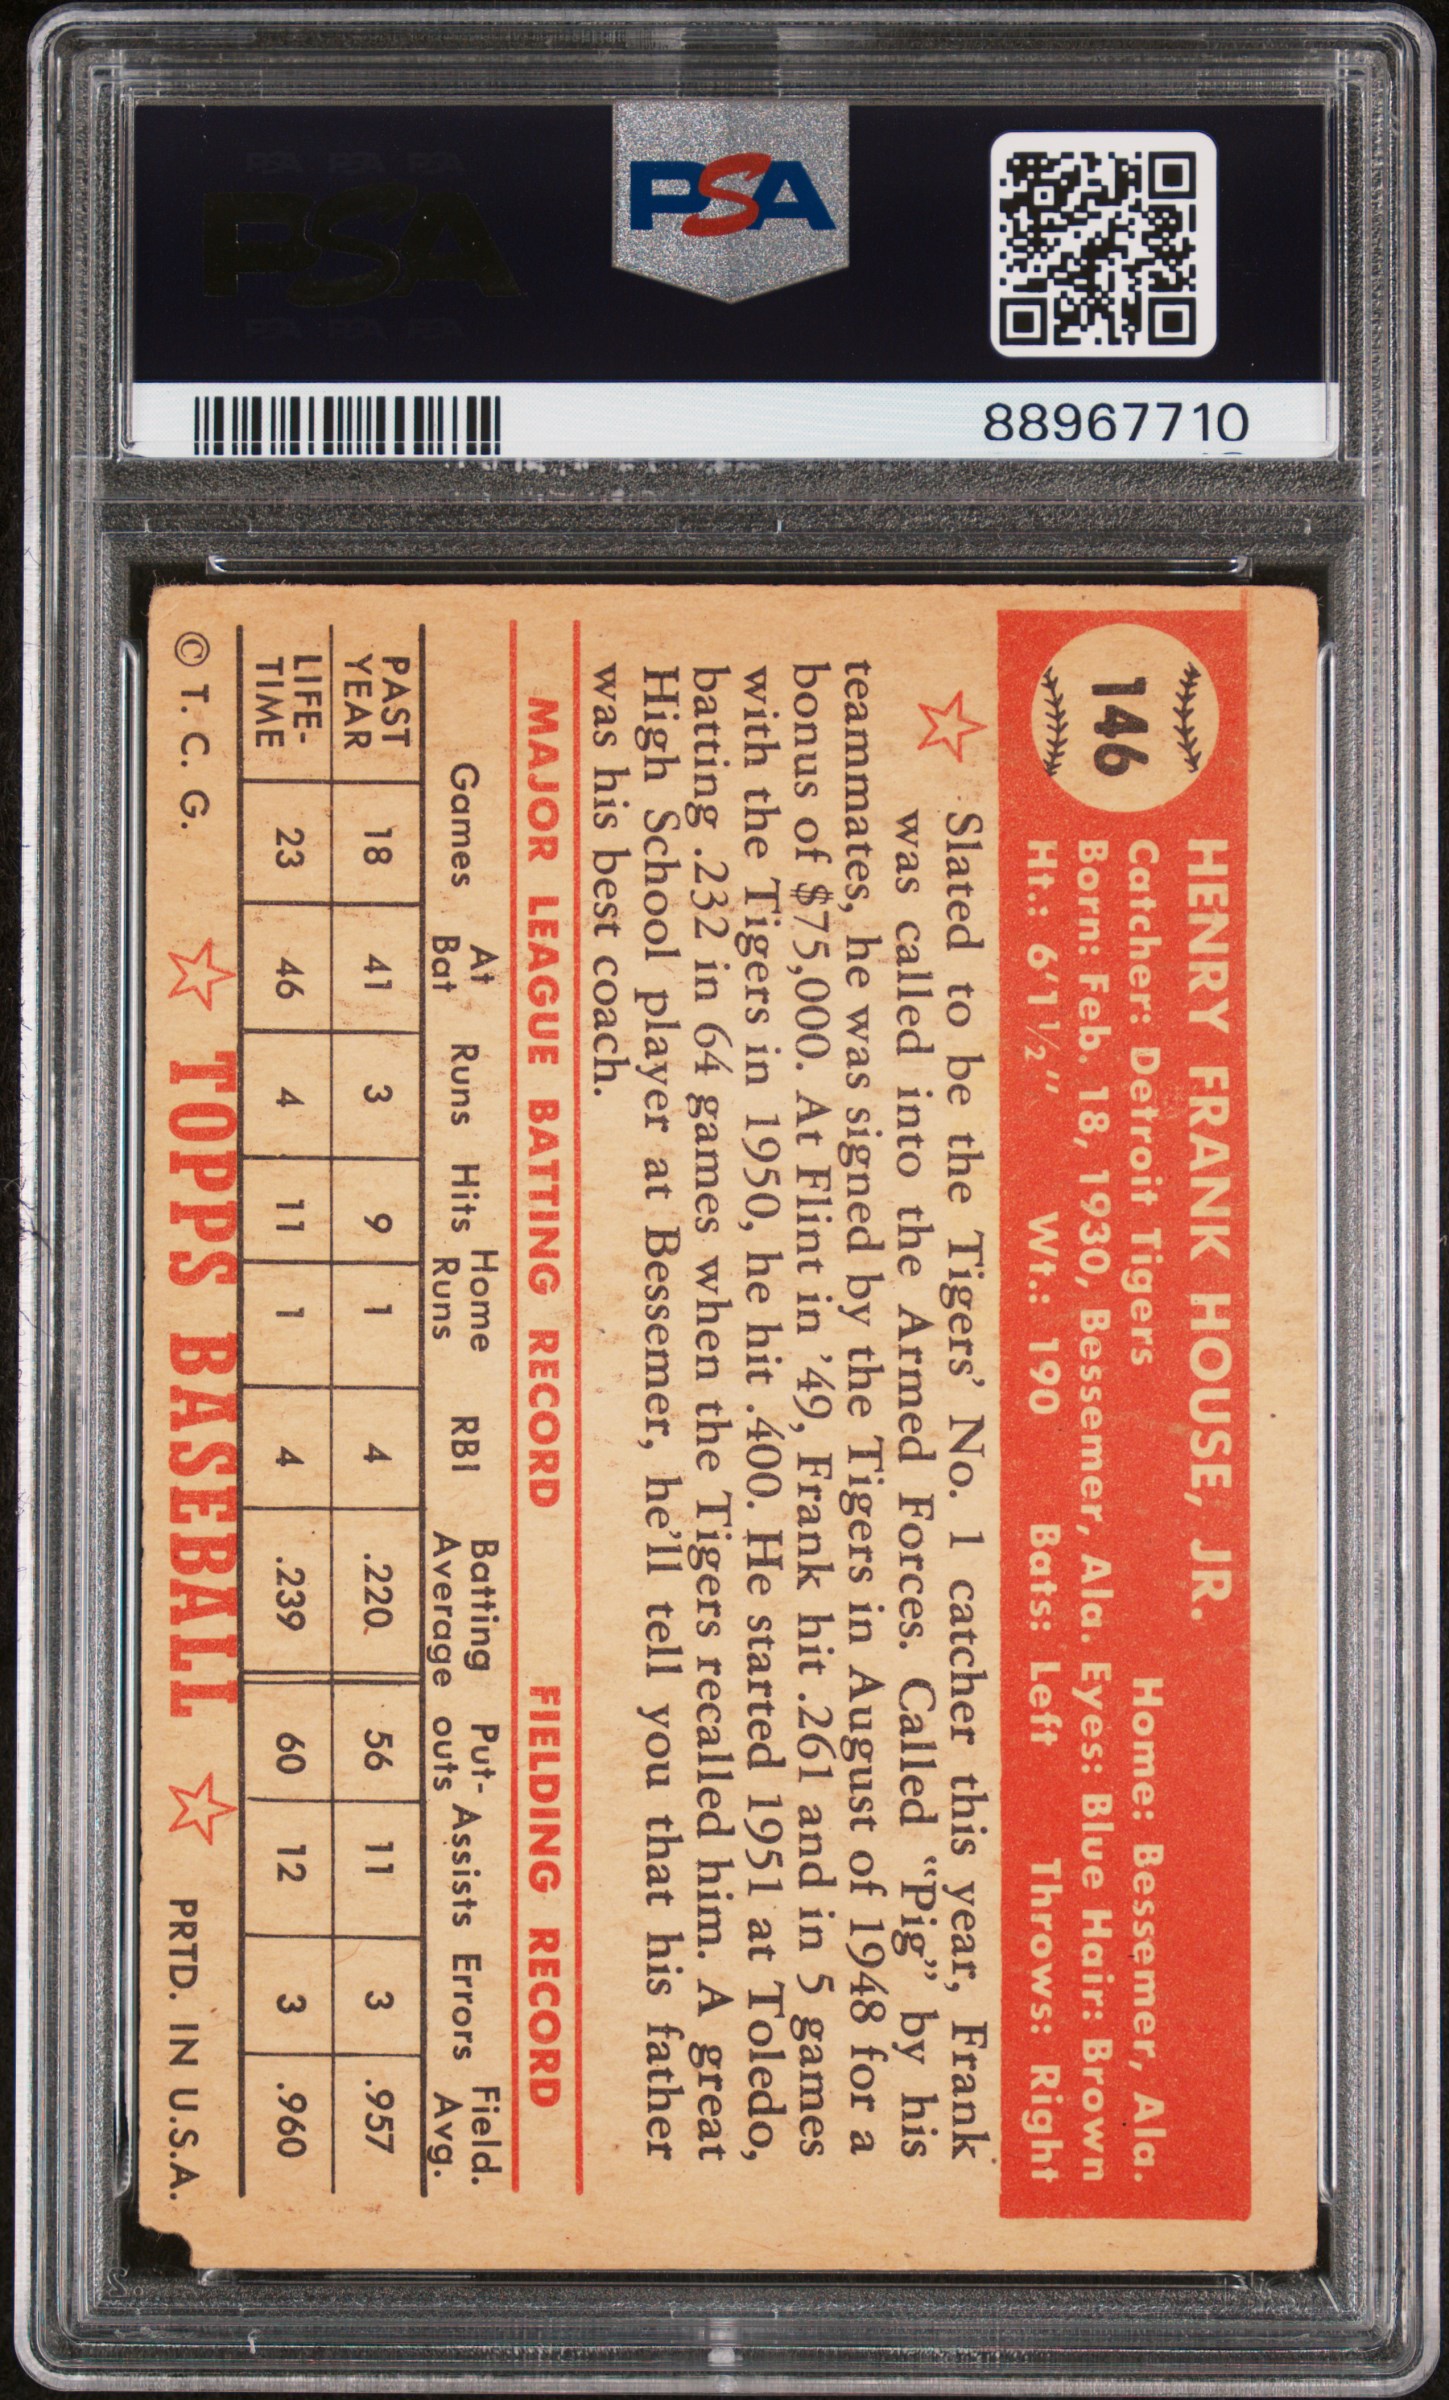 PSA PSA PSA
PSA
PSA PSA PSA
PSA
88967710
146
HENRY FRANK HOUSE, JR.
Catcher: Detroit Tigers Home: Bessemer, Ala.
Born: Feb. 18, 1930, Bessemer, Ala. Eyes: Blue Hair: Brown
Ht.: 6'1½" Wt.: 190 Bats: Left Throws: Right
Slated to be the Tigers' No. 1 catcher this year, Frank
was called into the Armed Forces. Called "Pig" by his
teammates, he was signed by the Tigers in August of 1948 for a
bonus of $75,000. At Flint in '49, Frank hit .261 and in 5 games
with the Tigers in 1950, he hit .400. He started 1951 at Toledo,
batting .232 in 64 games when the Tigers recalled him. A great
High School player at Bessemer, he'll tell you that his father
was his best coach.
MAJOR LEAGUE BATTING RECORD FIELDING RECORD
Games At Bat Runs Hits Home Runs RBI Batting Average Put-outs Assists Errors Field. Avg.
PAST YEAR 18 41 3 9 1 4 .220 56 11 3 .957
LIFE-TIME 23 46 4 11 1 4 .239 60 12 3 .960
© T. C. G. TOPPS BASEBALL PRTD. IN U.S.A.